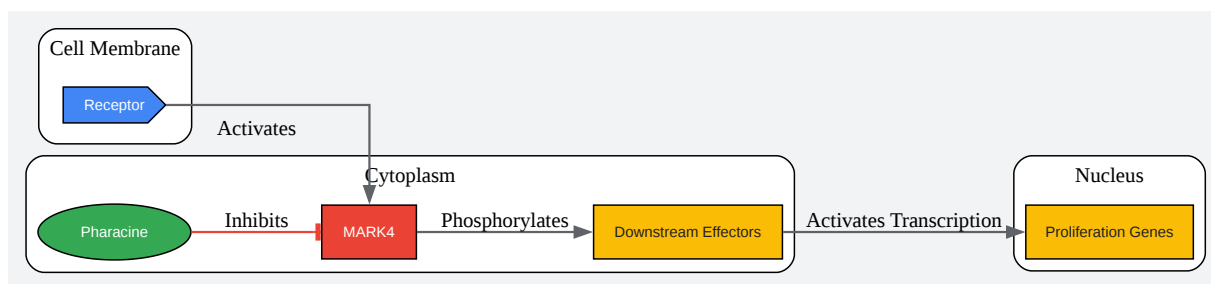 Cell Membrane
Receptor
Activates
Cytoplasm
Nucleus
Pharacine
Inhibits
MARK4
Phosphorylates
Downstream Effectors
Activates Transcription
Proliferation Genes